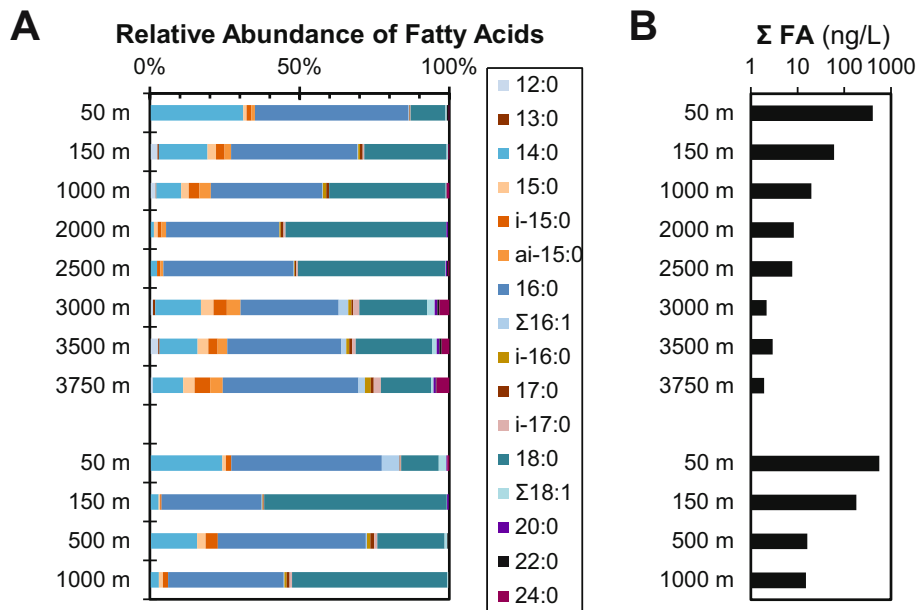 A
Relative Abundance of Fatty Acids
0% 50% 100%
50 m
150 m
1000 m
2000 m
2500 m
3000 m
3500 m
3750 m
50 m
150 m
500 m
1000 m
12:0
13:0
14:0
15:0
i-15:0
ai-15:0
16:0
Σ16:1
i-16:0
17:0
i-17:0
18:0
Σ18:1
20:0
22:0
24:0
B
Σ FA (ng/L)
1 10 100 1000
50 m
150 m
1000 m
2000 m
2500 m
3000 m
3500 m
3750 m
50 m
150 m
500 m
1000 m